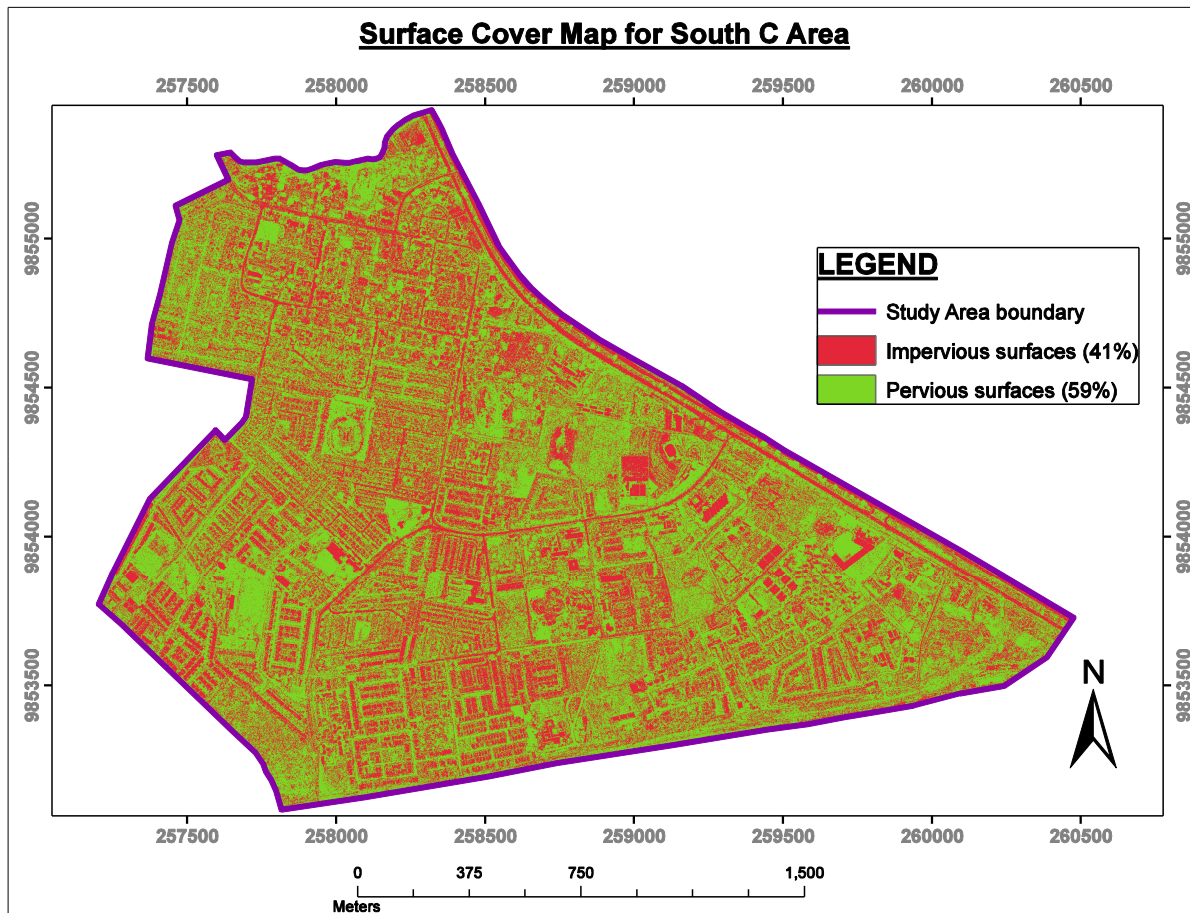 Surface Cover Map for South C Area
257500 258000 258500 259000 259500 260000 260500
9855000 9855000
LEGEND
Study Area boundary
Impervious surfaces (41%)
Pervious surfaces (59%)
9854500 9854500
9854000 9854000
9853500 9853500
N
257500 258000 258500 259000 259500 260000 260500
0 375 750 1,500
Meters